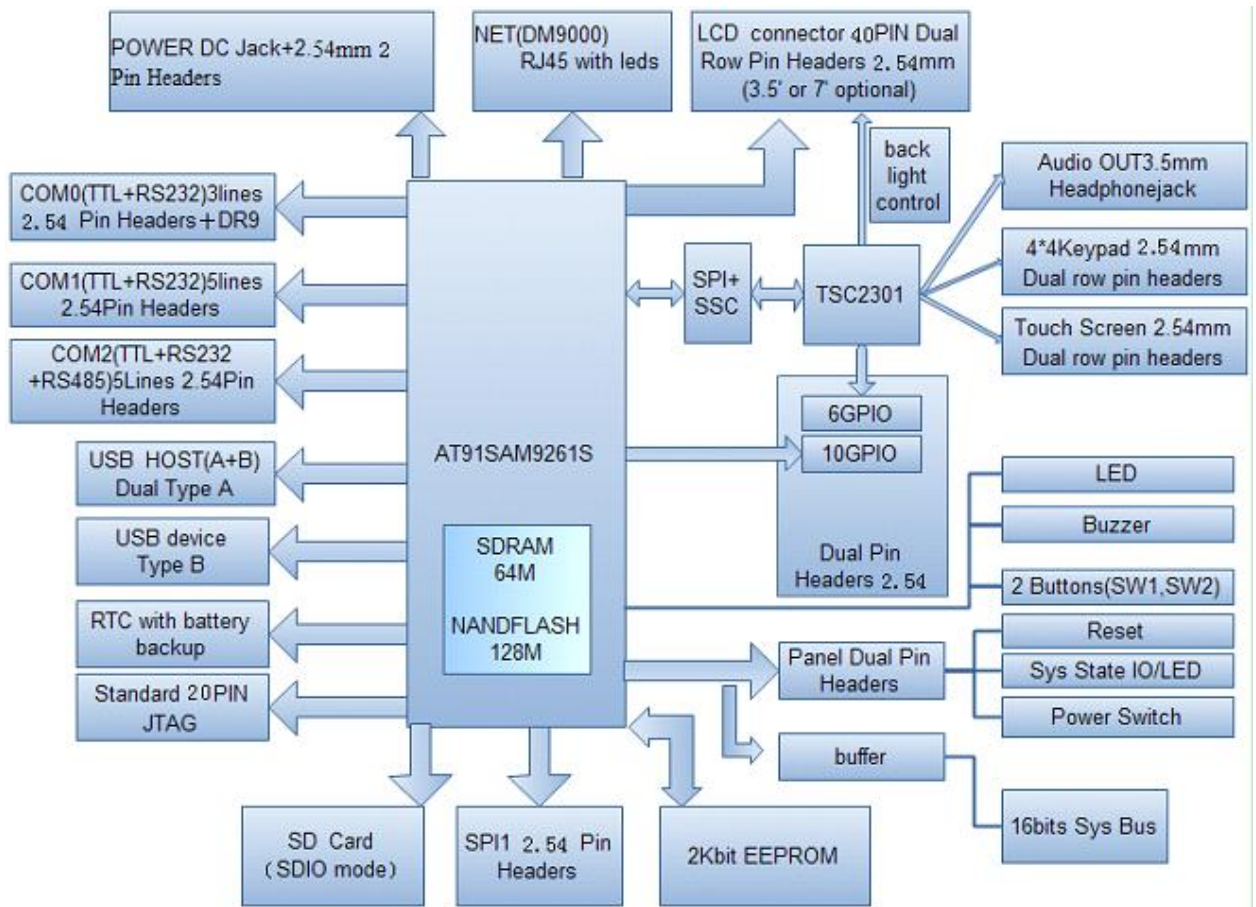 POWER DC Jack+2.54mm 2
Pin Headers
NET(DM9000)
RJ45 with leds
LCD connector 40PIN Dual
Row Pin Headers 2.54mm
(3.5' or 7' optional)
back
light
control
Audio OUT3.5mm
Headphonejack
COM0(TTL+RS232)3lines
2.54 Pin Headers+DR9
4*4Keypad 2.54mm
Dual row pin headers
SPI+
SSC
TSC2301
COM1(TTL+RS232)5lines
2.54Pin Headers
Touch Screen 2.54mm
Dual row pin headers
COM2(TTL+RS232
+RS485)5Lines 2.54Pin
Headers
6GPIO
10GPIO
AT91SAM9261S
USB HOST(A+B)
Dual Type A
LED
Buzzer
USB device
Type B
SDRAM
64M
Dual Pin
Headers 2.54
2 Buttons(SW1,SW2)
RTC with battery
backup
NANDFLASH
128M
Reset
Panel Dual Pin
Headers
Sys State IO/LED
Standard 20PIN
JTAG
Power Switch
buffer
16bits Sys Bus
SD Card
(SDIO mode)
SPI1 2.54 Pin
Headers
2Kbit EEPROM